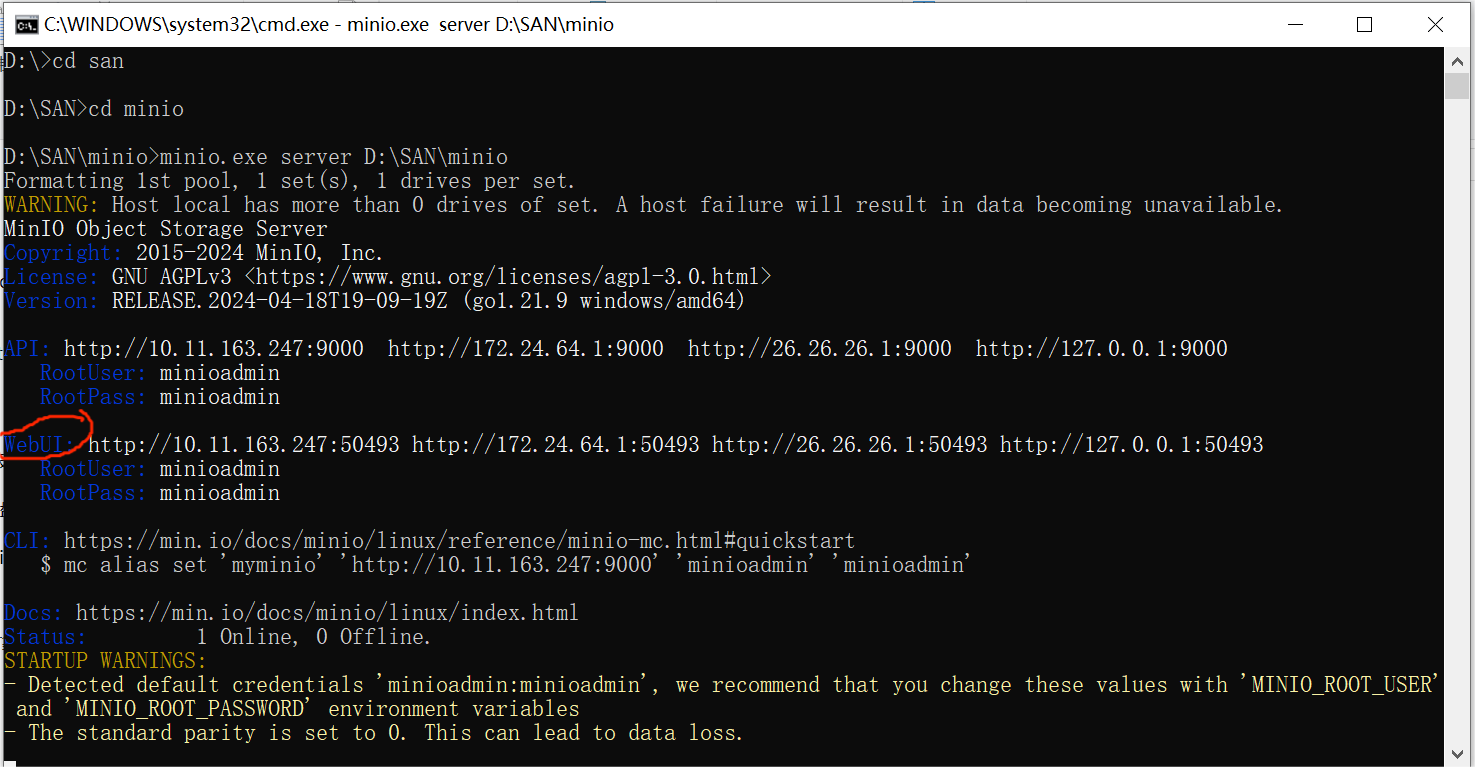 C:\WINDOWS\system32\cmd.exe - minio.exe  server D:\SAN\minio
D:\>cd san
D:\SAN>cd minio
D:\SAN\minio>minio.exe server D:\SAN\minio
Formatting 1st pool, 1 set(s), 1 drives per set.
WARNING: Host local has more than 0 drives of set. A host failure will result in data becoming unavailable.
MinIO Object Storage Server
Copyright: 2015-2024 MinIO, Inc.
License: GNU AGPLv3 <https://www.gnu.org/licenses/agpl-3.0.html>
Version: RELEASE.2024-04-18T19-09-19Z (go1.21.9 windows/amd64)
API: http://10.11.163.247:9000  http://172.24.64.1:9000  http://26.26.26.1:9000  http://127.0.0.1:9000
   RootUser: minioadmin
   RootPass: minioadmin
WebUI: http://10.11.163.247:50493 http://172.24.64.1:50493 http://26.26.26.1:50493 http://127.0.0.1:50493
   RootUser: minioadmin
   RootPass: minioadmin
CLI: https://min.io/docs/minio/linux/reference/minio-mc.html#quickstart
   $ mc alias set 'myminio' 'http://10.11.163.247:9000' 'minioadmin' 'minioadmin'
Docs: https://min.io/docs/minio/linux/index.html
Status:         1 Online, 0 Offline.
STARTUP WARNINGS:
- Detected default credentials 'minioadmin:minioadmin', we recommend that you change these values with 'MINIO_ROOT_USER'
 and 'MINIO_ROOT_PASSWORD' environment variables
- The standard parity is set to 0. This can lead to data loss.